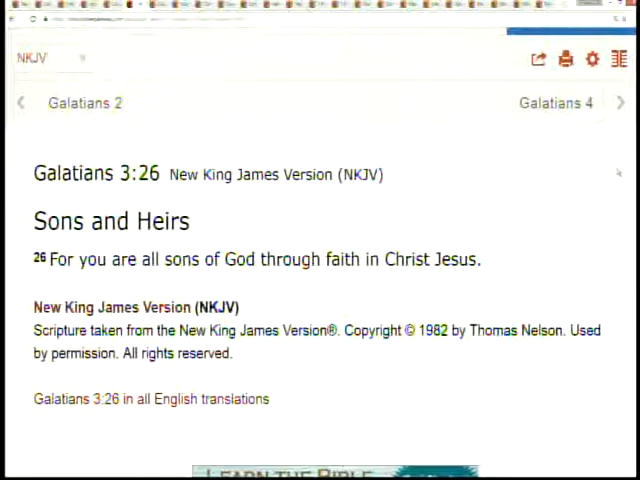 NKJV
Galatians 2
Galatians 4
Galatians 3:26 New King James Version (NKJV)
Sons and Heirs
26 For you are all sons of God through faith in Christ Jesus.
New King James Version (NKJV)
Scripture taken from the New King James Version®. Copyright © 1982 by Thomas Nelson. Used
by permission. All rights reserved.
Galatians 3:26 in all English translations
LEARN THE BIBLE